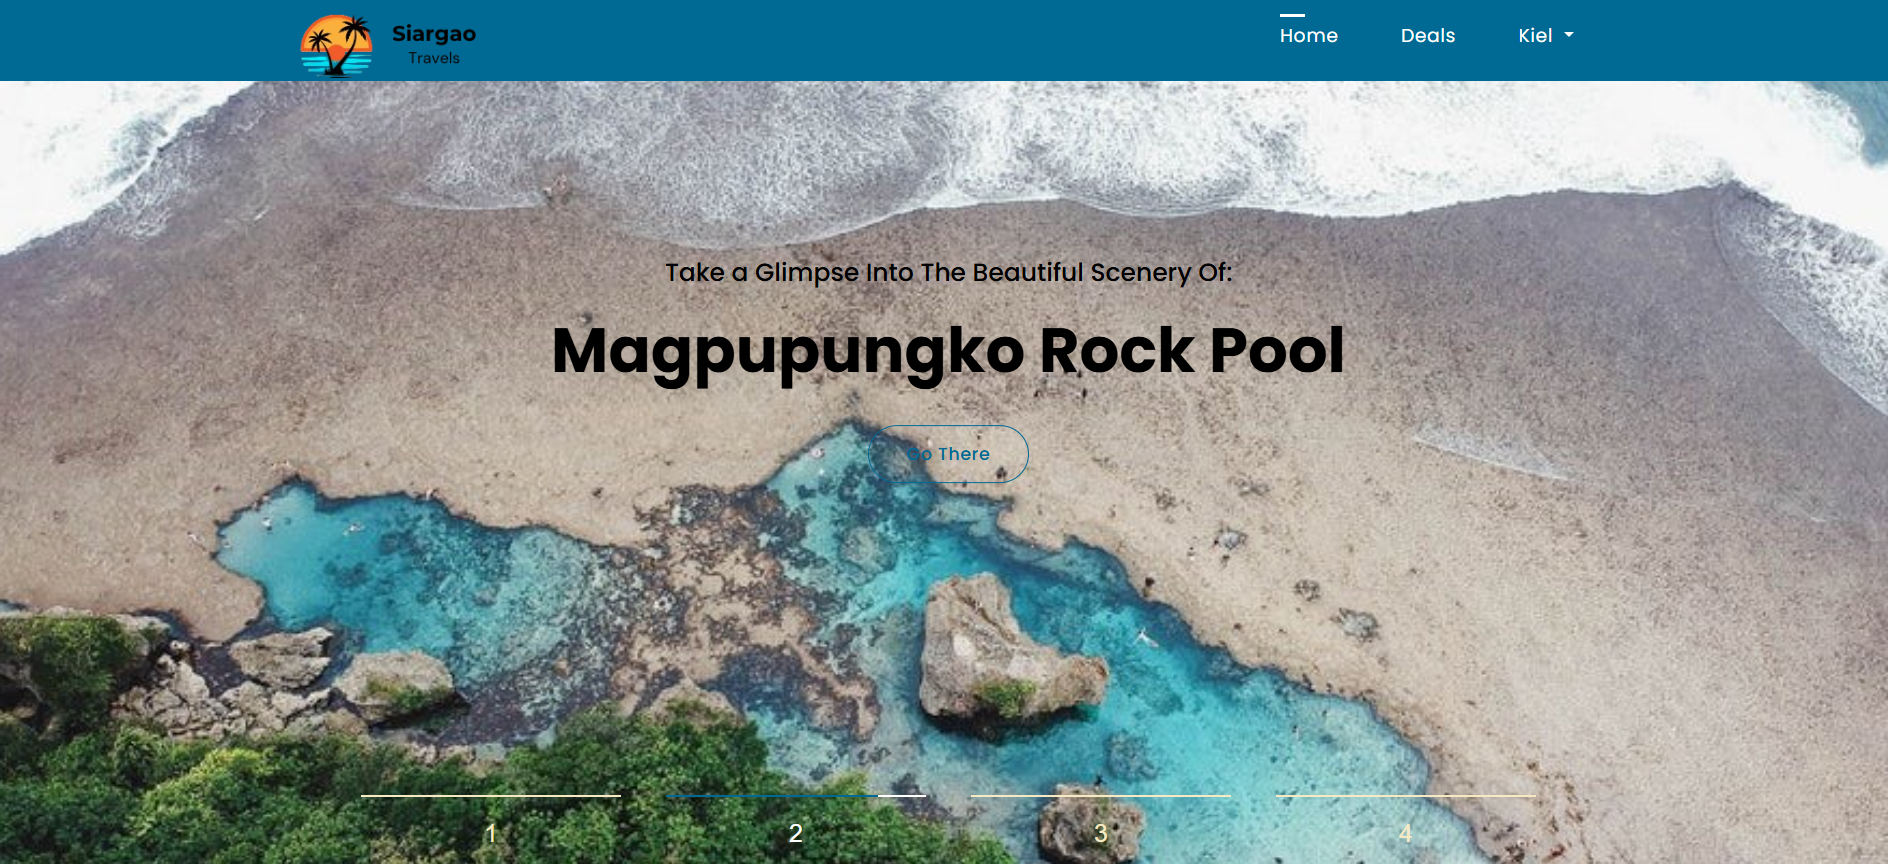 Siargao
Travels
Home
Deals
Kiel
Take a Glimpse Into The Beautiful Scenery Of:
Magpupungko Rock Pool
Go There
1
2
3
4